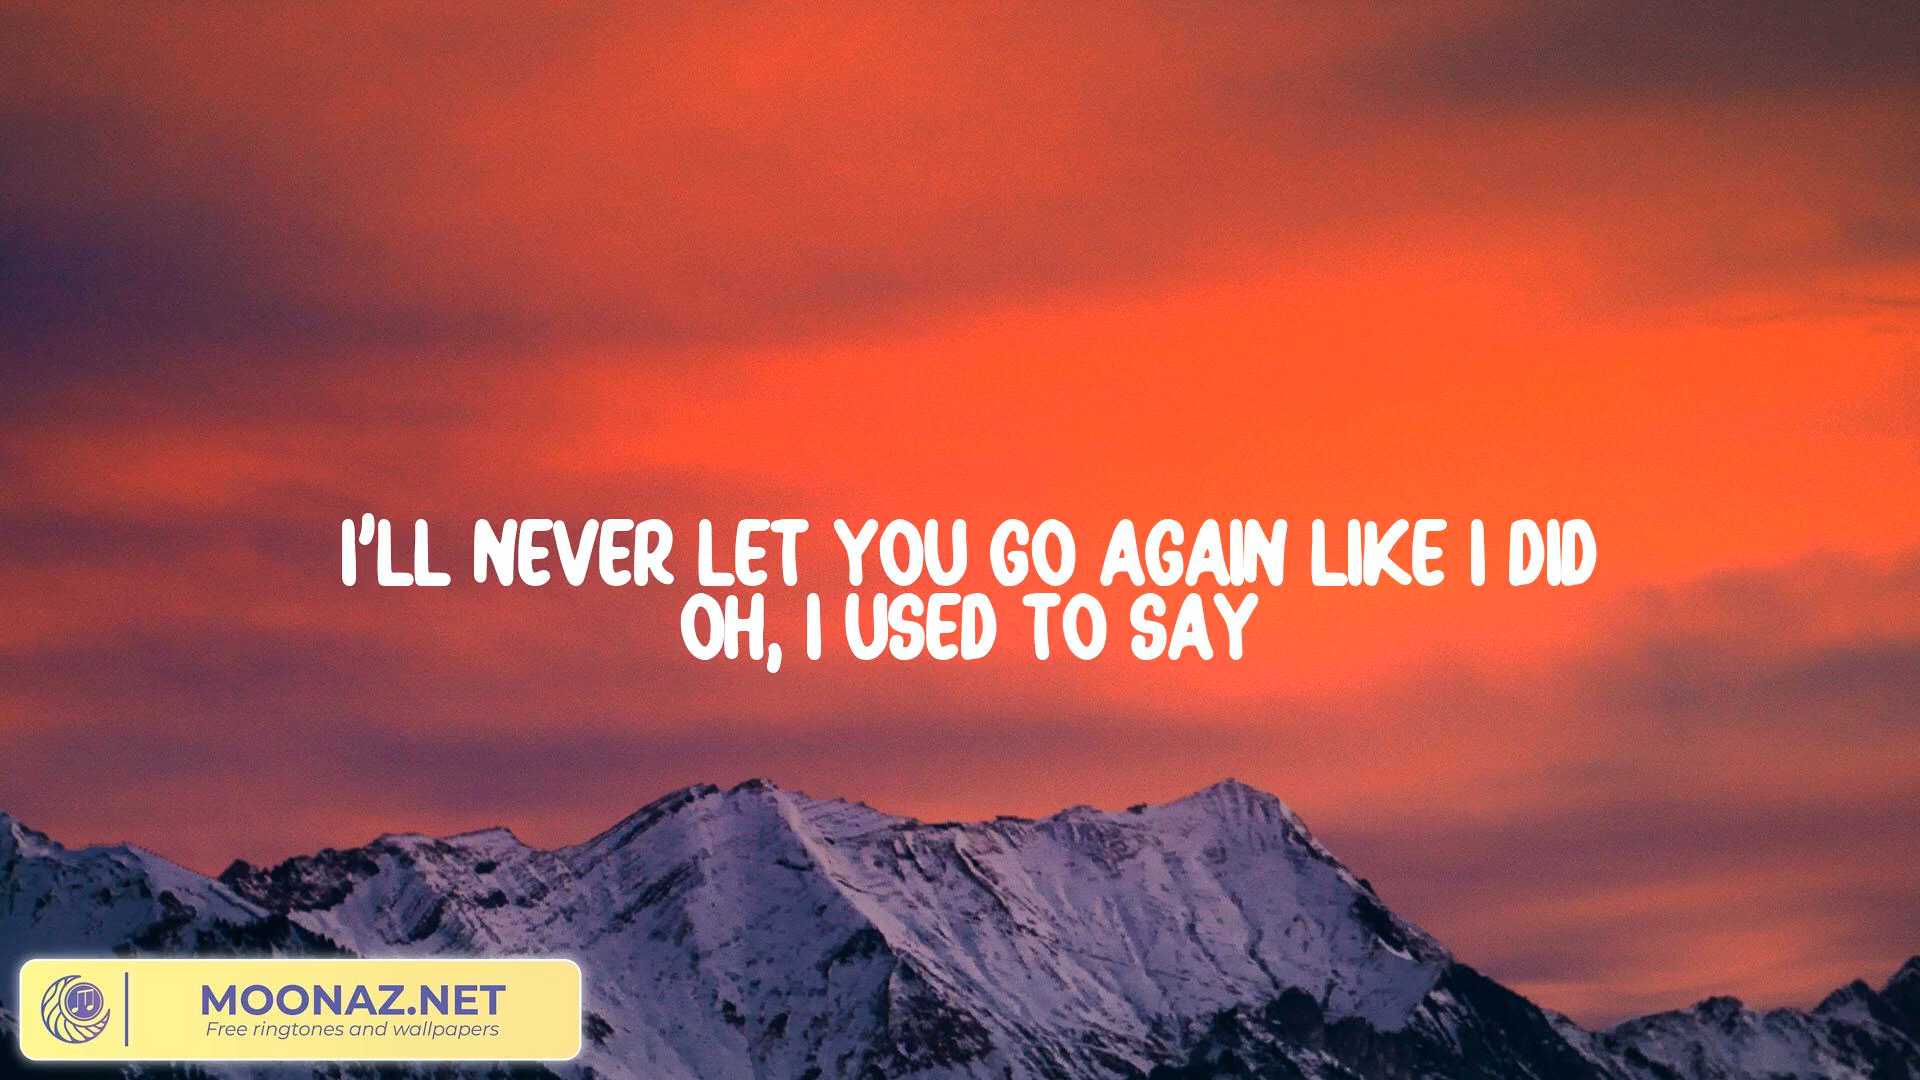 I'LL NEVER LET YOU GO AGAIN LIKE I DID
OH, I USED TO SAY
MOONAZ.NET
Free ringtones and wallpapers